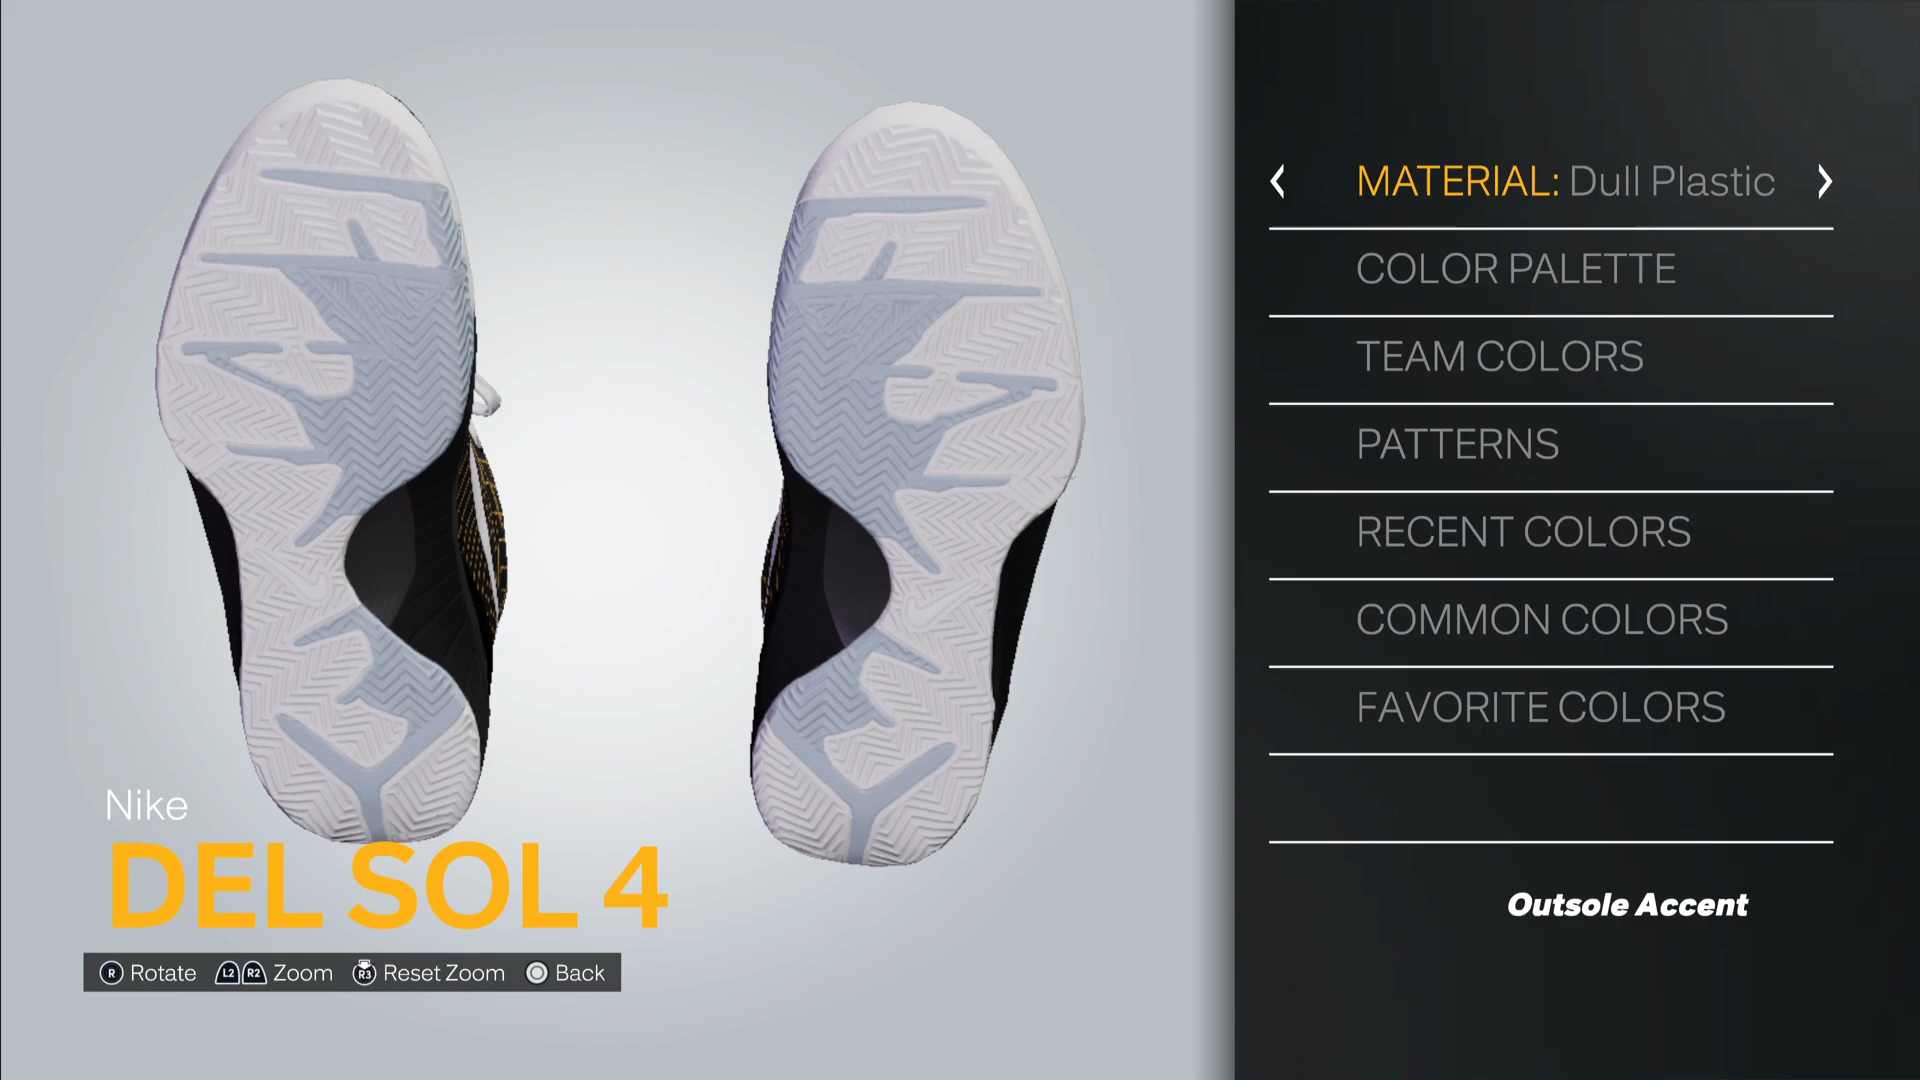 MATERIAL: Dull Plastic
COLOR PALETTE
TEAM COLORS
PATTERNS
RECENT COLORS
COMMON COLORS
FAVORITE COLORS
Outsole Accent
Nike
DEL SOL 4
R Rotate L2 R2 Zoom R3 Reset Zoom Back